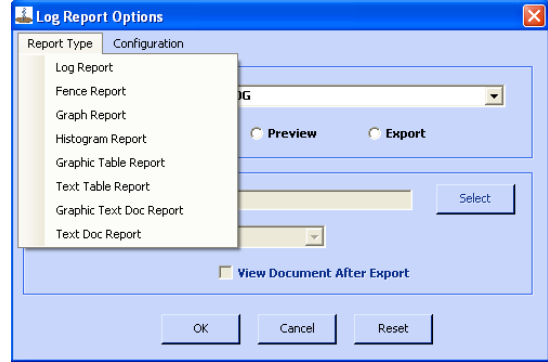 Log Report Options
Report Type Configuration
Log Report
Fence Report
Graph Report
Histogram Report
Graphic Table Report
Text Table Report
Graphic Text Doc Report
Text Doc Report
Preview Export
Select
View Document After Export
OK Cancel Reset